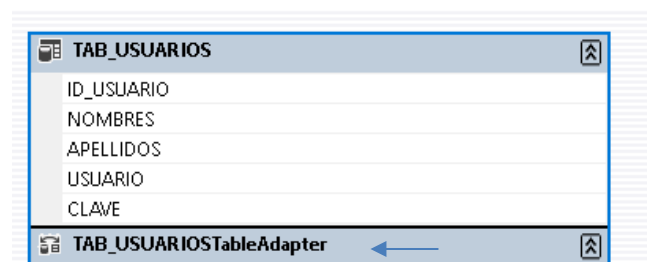 TAB_USUARIOS
ID_USUARIO
NOMBRES
APELLIDOS
USUARIO
CLAVE
TAB_USUARIOSTableAdapter